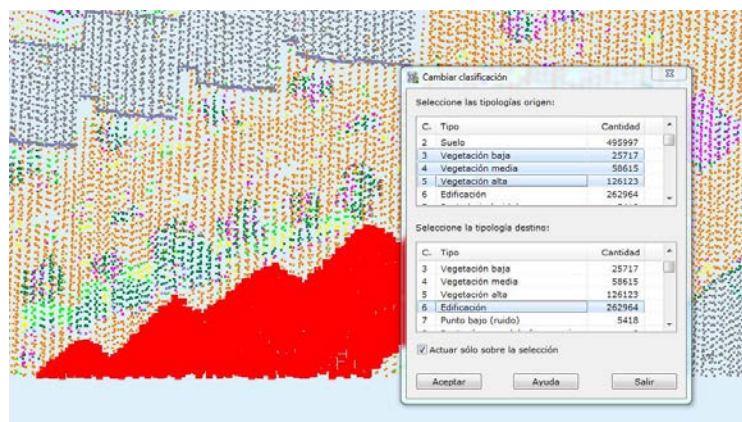 Cambiar clasificación
Seleccione las tipologías origen:
C. Tipo Cantidad
2 Suelo 495997
3 Vegetación baja 25717
4 Vegetación media 58615
5 Vegetación alta 126123
6 Edificación 262964
Seleccione la tipología destino:
C. Tipo Cantidad
3 Vegetación baja 25717
4 Vegetación media 58615
5 Vegetación alta 126123
6 Edificación 262964
7 Punto bajo (ruido) 5418
Actuar sólo sobre la selección
Aceptar Ayuda Salir